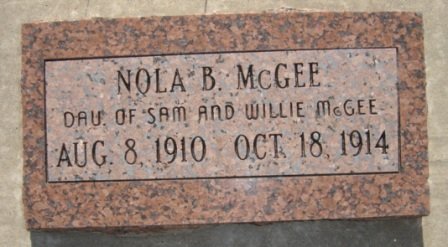 NOLA B. McGEE
DAU. OF SAM AND WILLIE McGEE
AUG. 8, 1910 OCT. 18, 1914